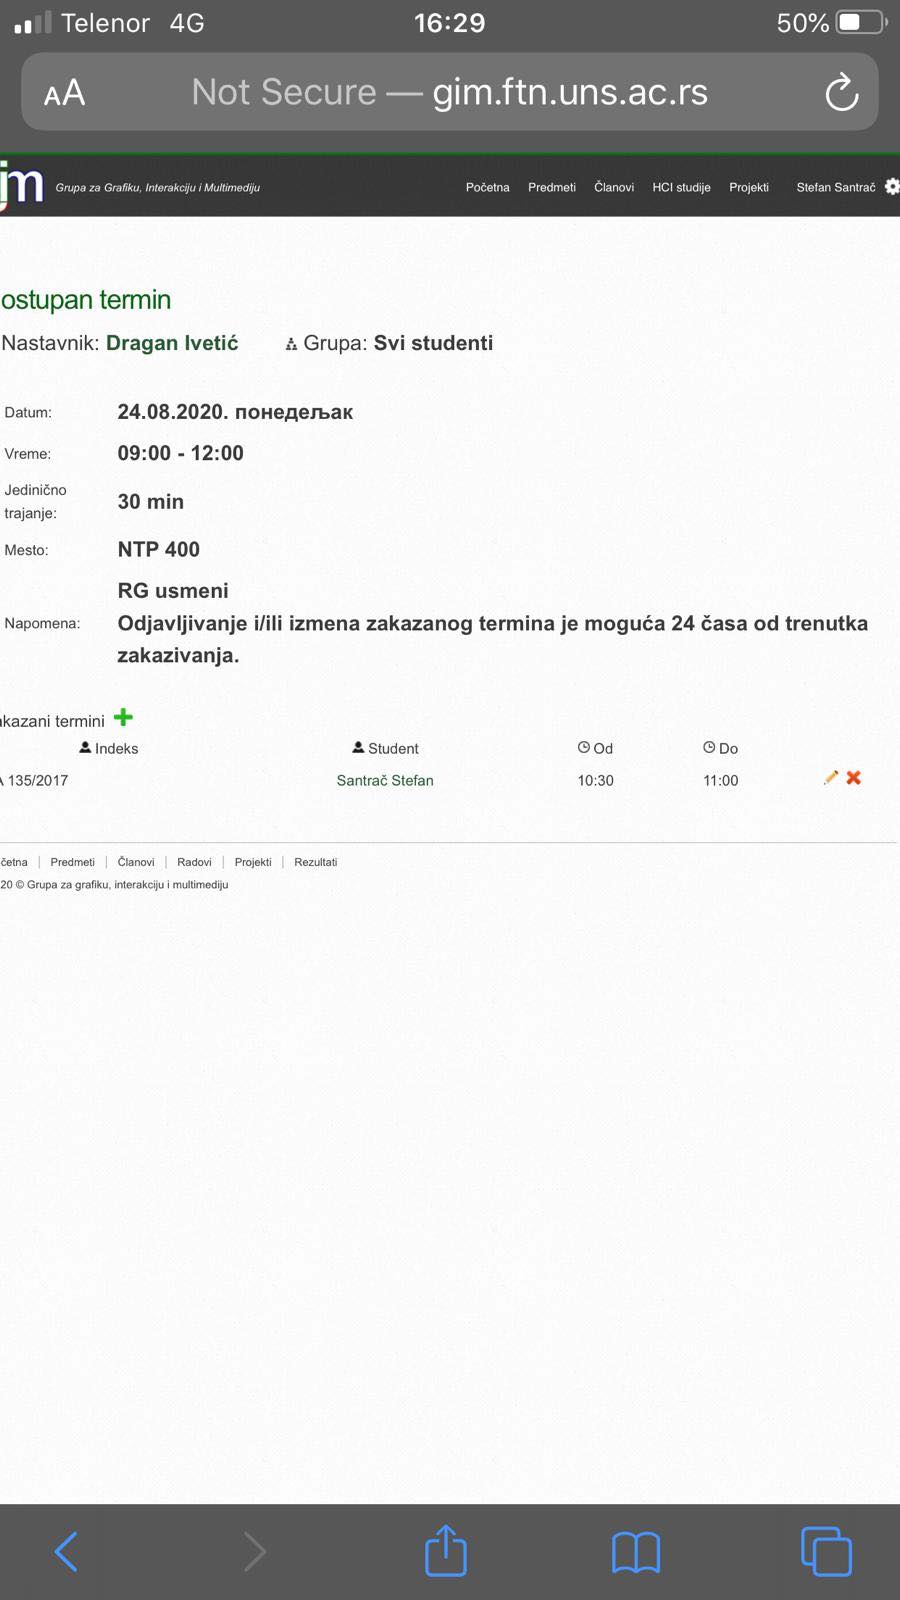 Telenor 4G 16:29 50%
AA Not Secure — gim.ftn.uns.ac.rs
im Grupa za Grafiku, Interakciju i Multimediju Početna Predmeti Članovi HCI studije Projekti Stefan Santrač
ostupan termin
Nastavnik: Dragan Ivetić Grupa: Svi studenti
Datum: 24.08.2020. понедељак
Vreme: 09:00 - 12:00
Jedinično
trajanje: 30 min
Mesto: NTP 400
RG usmeni
Napomena: Odjavljivanje i/ili izmena zakazanog termina je moguća 24 časa od trenutka
zakazivanja.
akazani termini
Indeks Student Od Do
A 135/2017 Santrač Stefan 10:30 11:00
četna | Predmeti | Članovi | Radovi | Projekti | Rezultati
20 © Grupa za grafiku, interakciju i multimediju